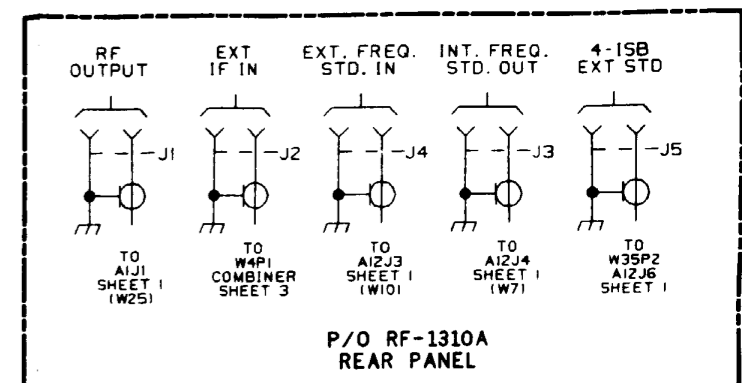 RF
OUTPUT
EXT
IF IN
EXT. FREQ.
STD. IN
INT. FREQ.
STD. OUT
4-ISB
EXT STD
J1
J2
J4
J3
J5
TO
A1J1
SHEET 1
(W25)
TO
W4P1
COMBINER
SHEET 3
TO
A12J3
SHEET 1
(W10)
TO
A12J4
SHEET 1
(W7)
TO
W35P2
A12J6
SHEET 1
P/O RF-1310A
REAR PANEL